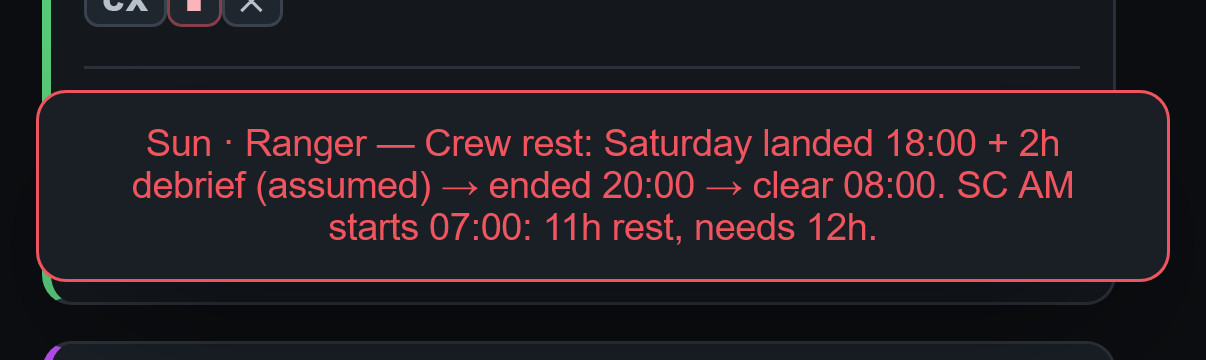 cx
Sun · Ranger — Crew rest: Saturday landed 18:00 + 2h
debrief (assumed) → ended 20:00 → clear 08:00. SC AM
starts 07:00: 11h rest, needs 12h.